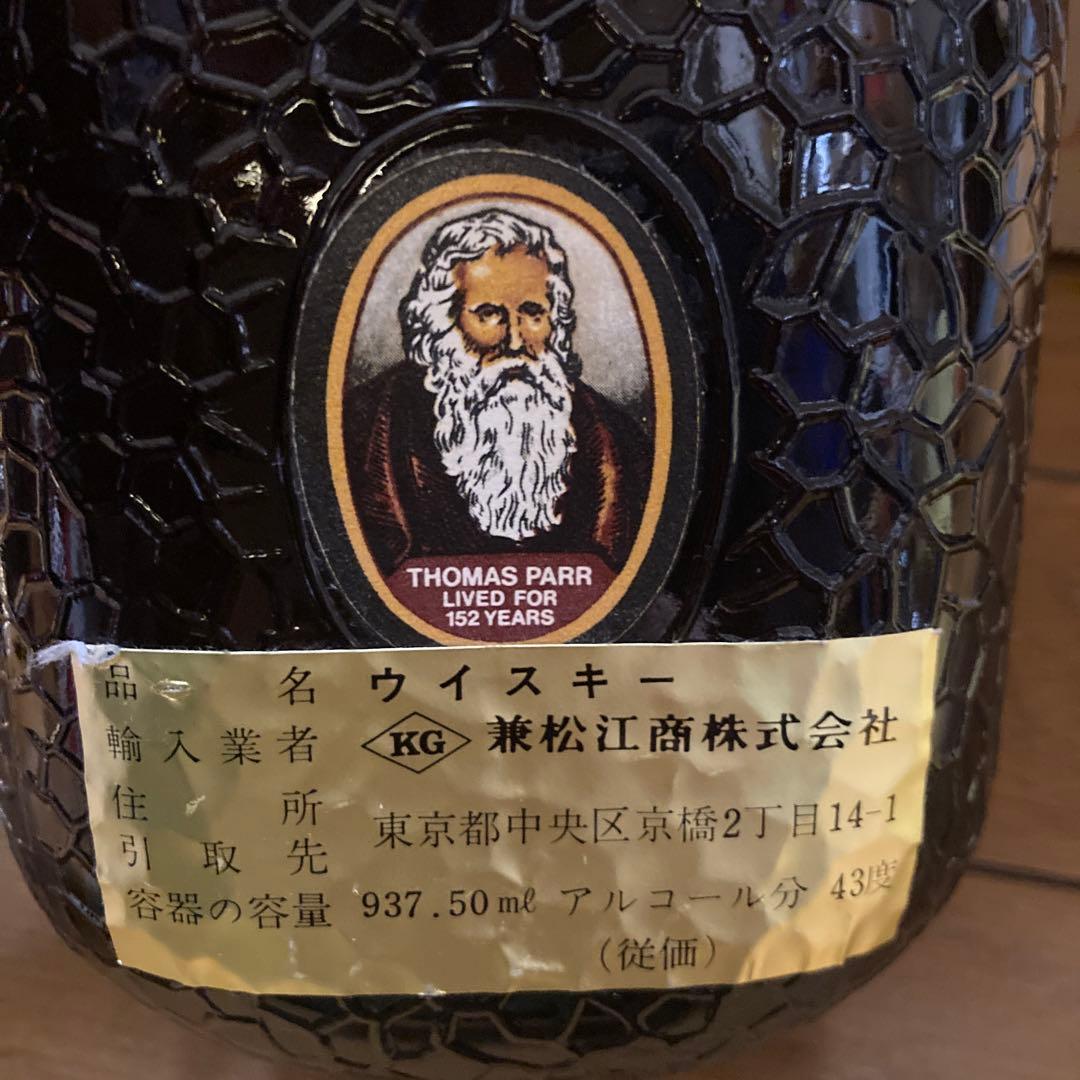 THOMAS PARR
LIVED FOR
152 YEARS
品名 ウイスキー
輸入業者 KG 兼松江商株式会社
住所
引取先 東京都中央区京橋2丁目14-1
容器の容量 937.50㎖ アルコール分 43度
(従価)